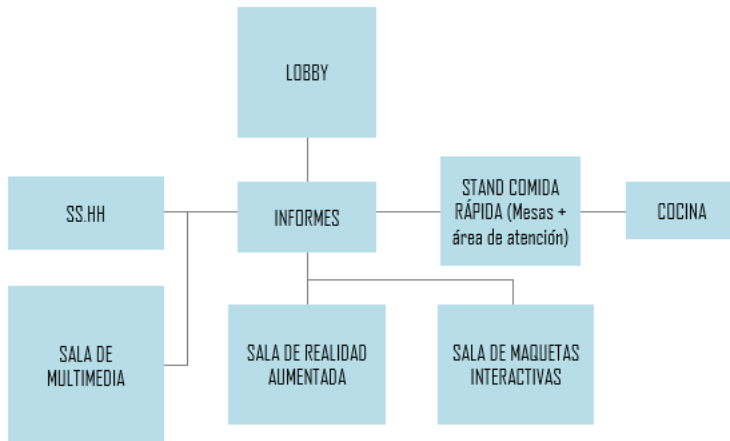 LOBBY
SS.HH
INFORMES
STAND COMIDA
RÁPIDA (Mesas +
área de atención)
COCINA
SALA DE
MULTIMEDIA
SALA DE REALIDAD
AUMENTADA
SALA DE MAQUETAS
INTERACTIVAS